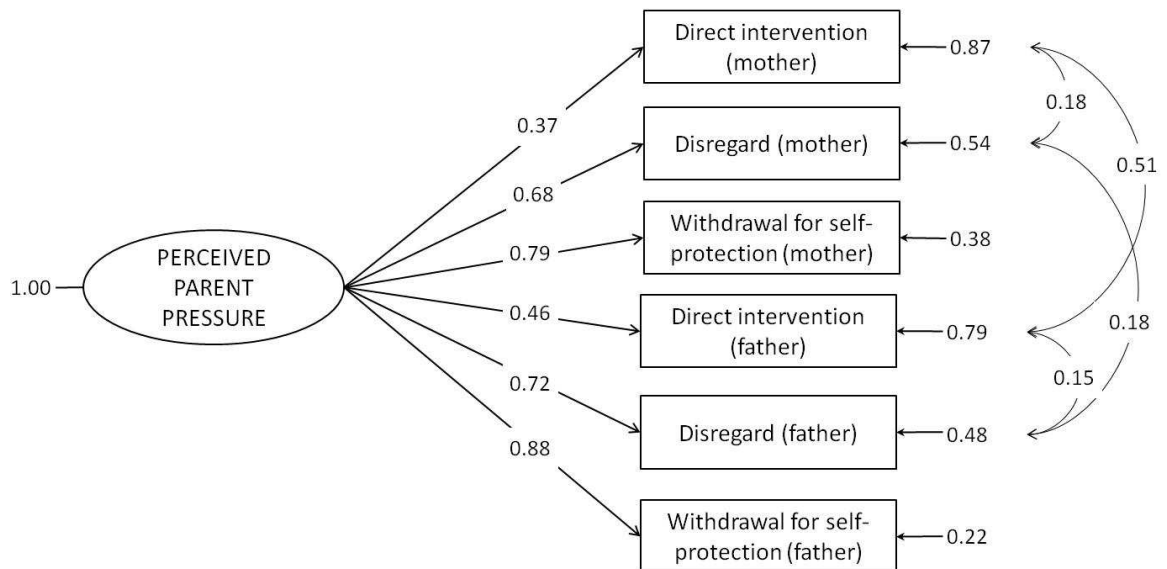 Direct intervention
(mother)
0.87
0.18
0.37
Disregard (mother)
0.54
0.51
0.68
Withdrawal for self-
protection (mother)
0.38
0.79
PERCEIVED
PARENT
PRESSURE
1.00
0.46
Direct intervention
(father)
0.79
0.18
0.15
0.72
Disregard (father)
0.48
0.88
Withdrawal for self-
protection (father)
0.22